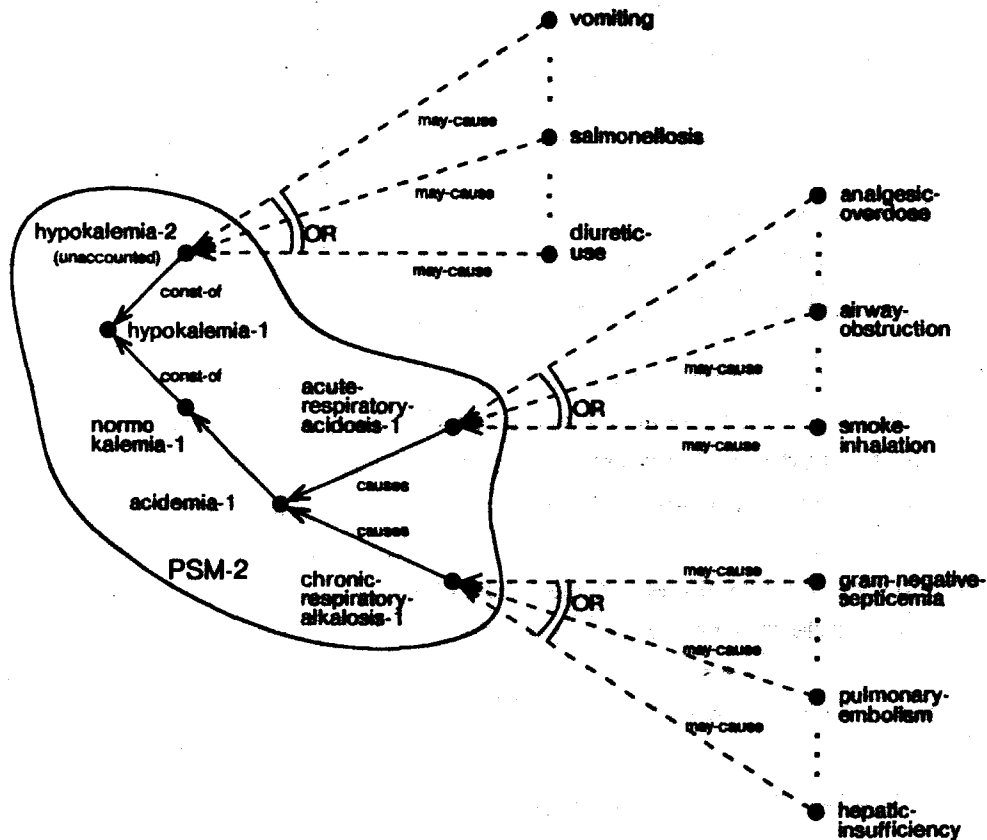 vomiting
may-cause
salmonellosis
may-cause
analgesic-
overdose
hypokalemia-2
(unaccounted)
OR
diuretic-
use
may-cause
const-of
hypokalemia-1
airway-
obstruction
const-of
may-cause
acute-
respiratory-
acidosis-1
OR
normo
kalemia-1
smoke-
inhalation
may-cause
causes
acidemia-1
causes
PSM-2
chronic-
respiratory-
alkalosis-1
may-cause
gram-negative-
septicemia
OR
may-cause
pulmonary-
embolism
may-cause
hepatic-
insufficiency